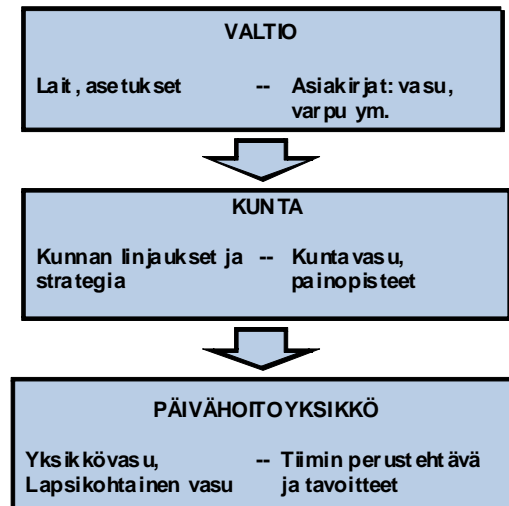 VALTIO
Lait, asetukset -- Asiakirjat: vasu,
varpu ym.
KUNTA
Kunnan linjaukset ja -- Kuntavasu,
strategia painopisteet
PÄIVÄHOITOYKSIKKÖ
Yksikkövasu, -- Tiimin perustehtävä
Lapsikohtainen vasu ja tavoitteet